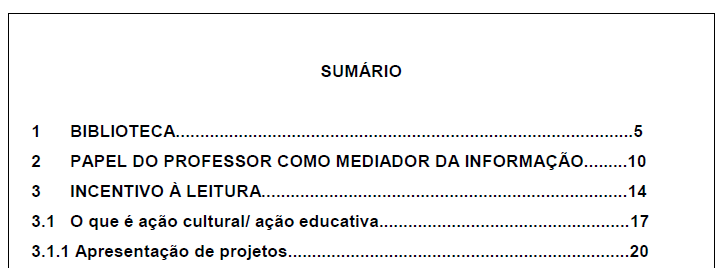 SUMÁRIO
1 BIBLIOTECA.............................................................................................5
2 PAPEL DO PROFESSOR COMO MEDIADOR DA INFORMAÇÃO.........10
3 INCENTIVO À LEITURA..........................................................................14
3.1 O que é ação cultural/ ação educativa...................................................17
3.1.1 Apresentação de projetos.....................................................................20